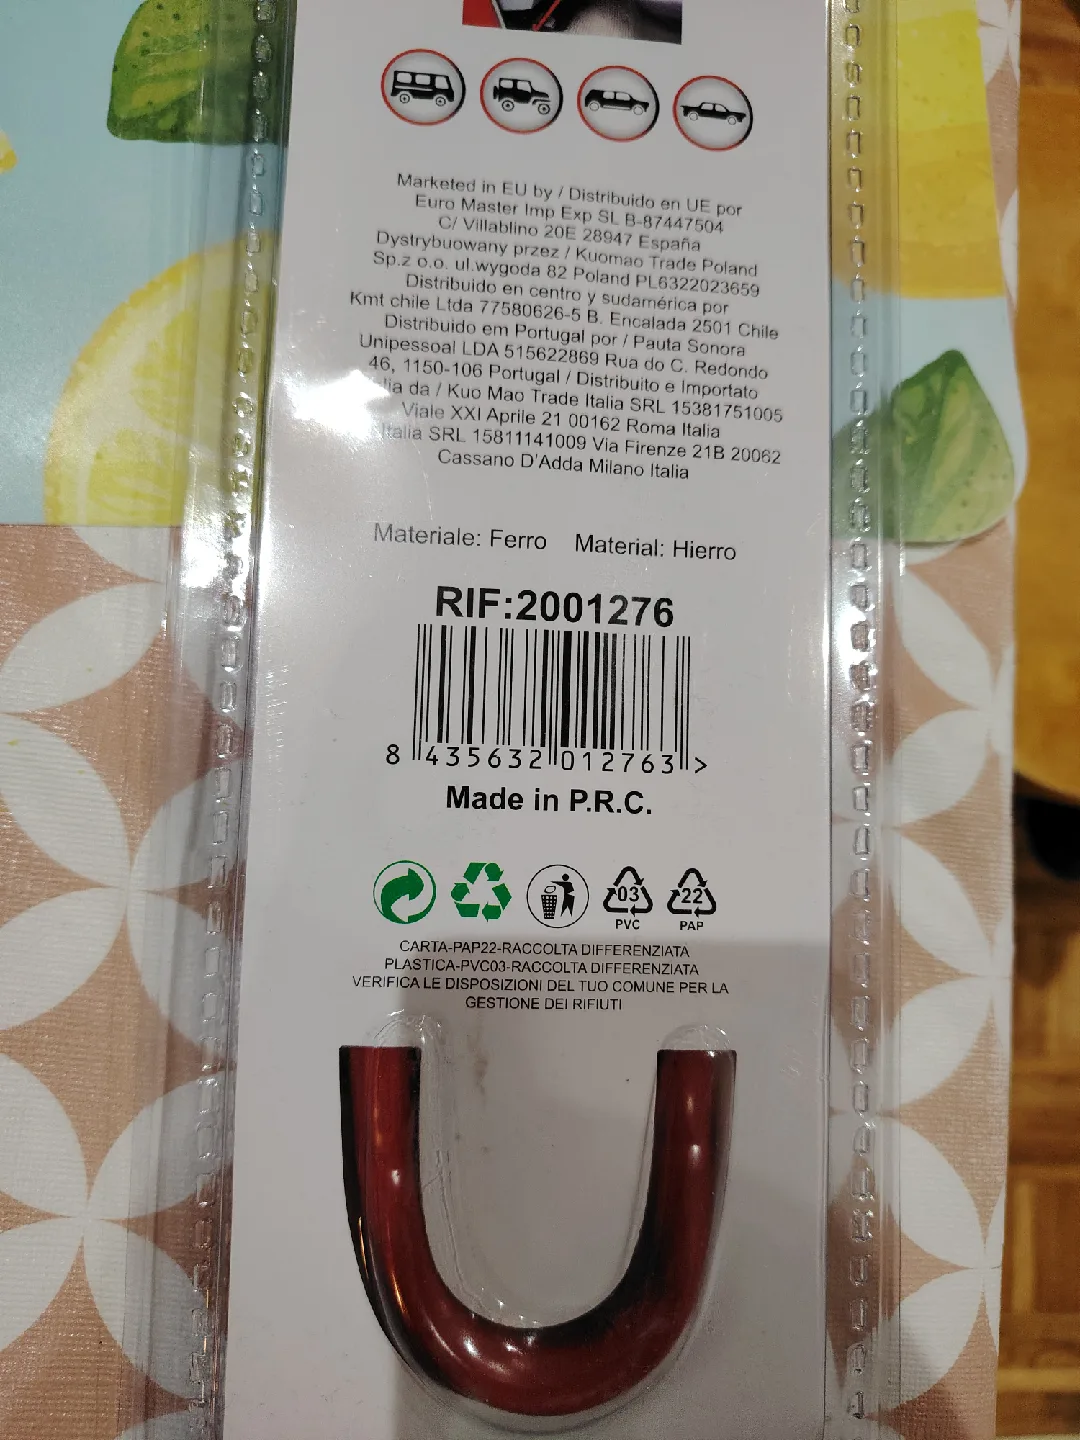 Marketed in EU by / Distribuido en UE por
Euro Master Imp Exp SL B-87447504
C/ Villablino 20E 28947 España
Dystrybuowany przez / Kuomao Trade Poland
Sp.z o.o. ul.wygoda 82 Poland PL6322023659
Distribuido en centro y sudamérica por
Kmt chile Ltda 77580626-5 B. Encalada 2501 Chile
Distribuido em Portugal por / Pauta Sonora
Unipessoal LDA 515622869 Rua do C. Redondo
46, 1150-106 Portugal / Distribuito e Importato
da / Kuo Mao Trade Italia SRL 15381751005
Viale XXI Aprile 21 00162 Roma Italia
Italia SRL 15811141009 Via Firenze 21B 20062
Cassano D'Adda Milano Italia
Materiale: Ferro Material: Hierro
RIF:2001276
8 435632 012763 >
Made in P.R.C.
03 22
PVC PAP
CARTA-PAP22-RACCOLTA DIFFERENZIATA
PLASTICA-PVC03-RACCOLTA DIFFERENZIATA
VERIFICA LE DISPOSIZIONI DEL TUO COMUNE PER LA
GESTIONE DEI RIFIUTI